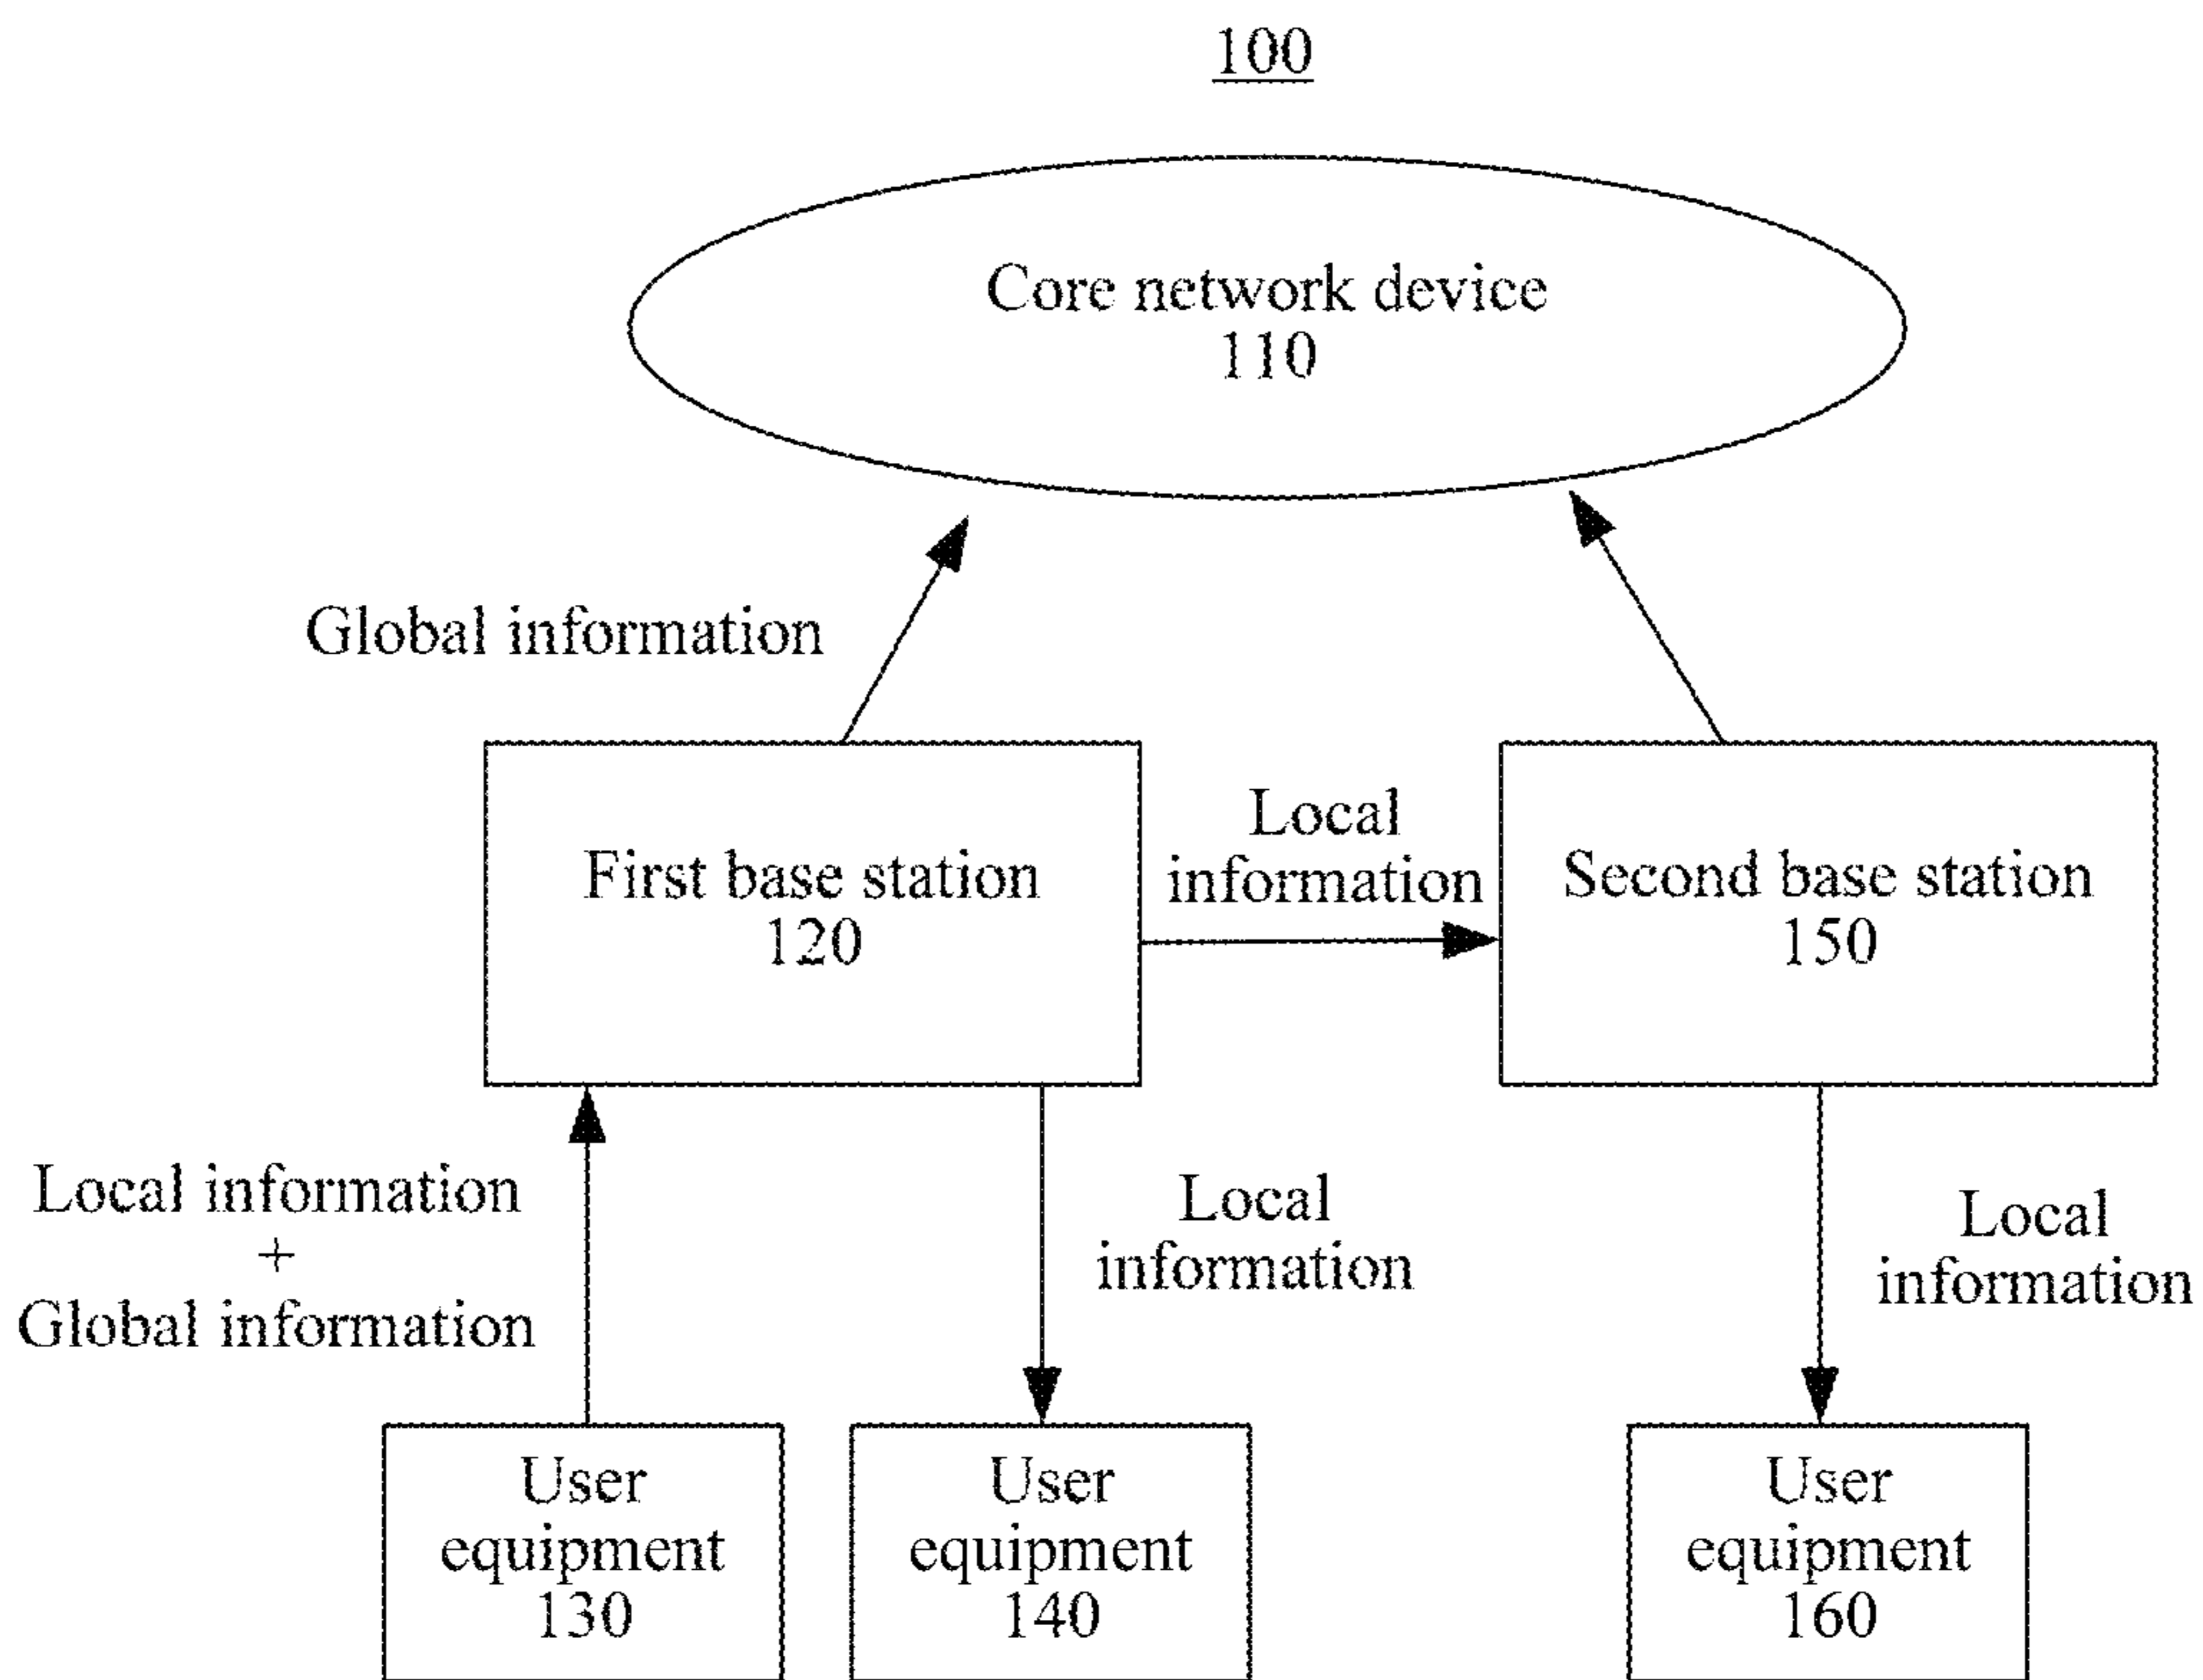 100
Core network device
110
Global information
First base station
120
Local
information
Second base station
150
Local information
+
Global information
Local
information
Local
information
User
equipment
130
User
equipment
140
User
equipment
160